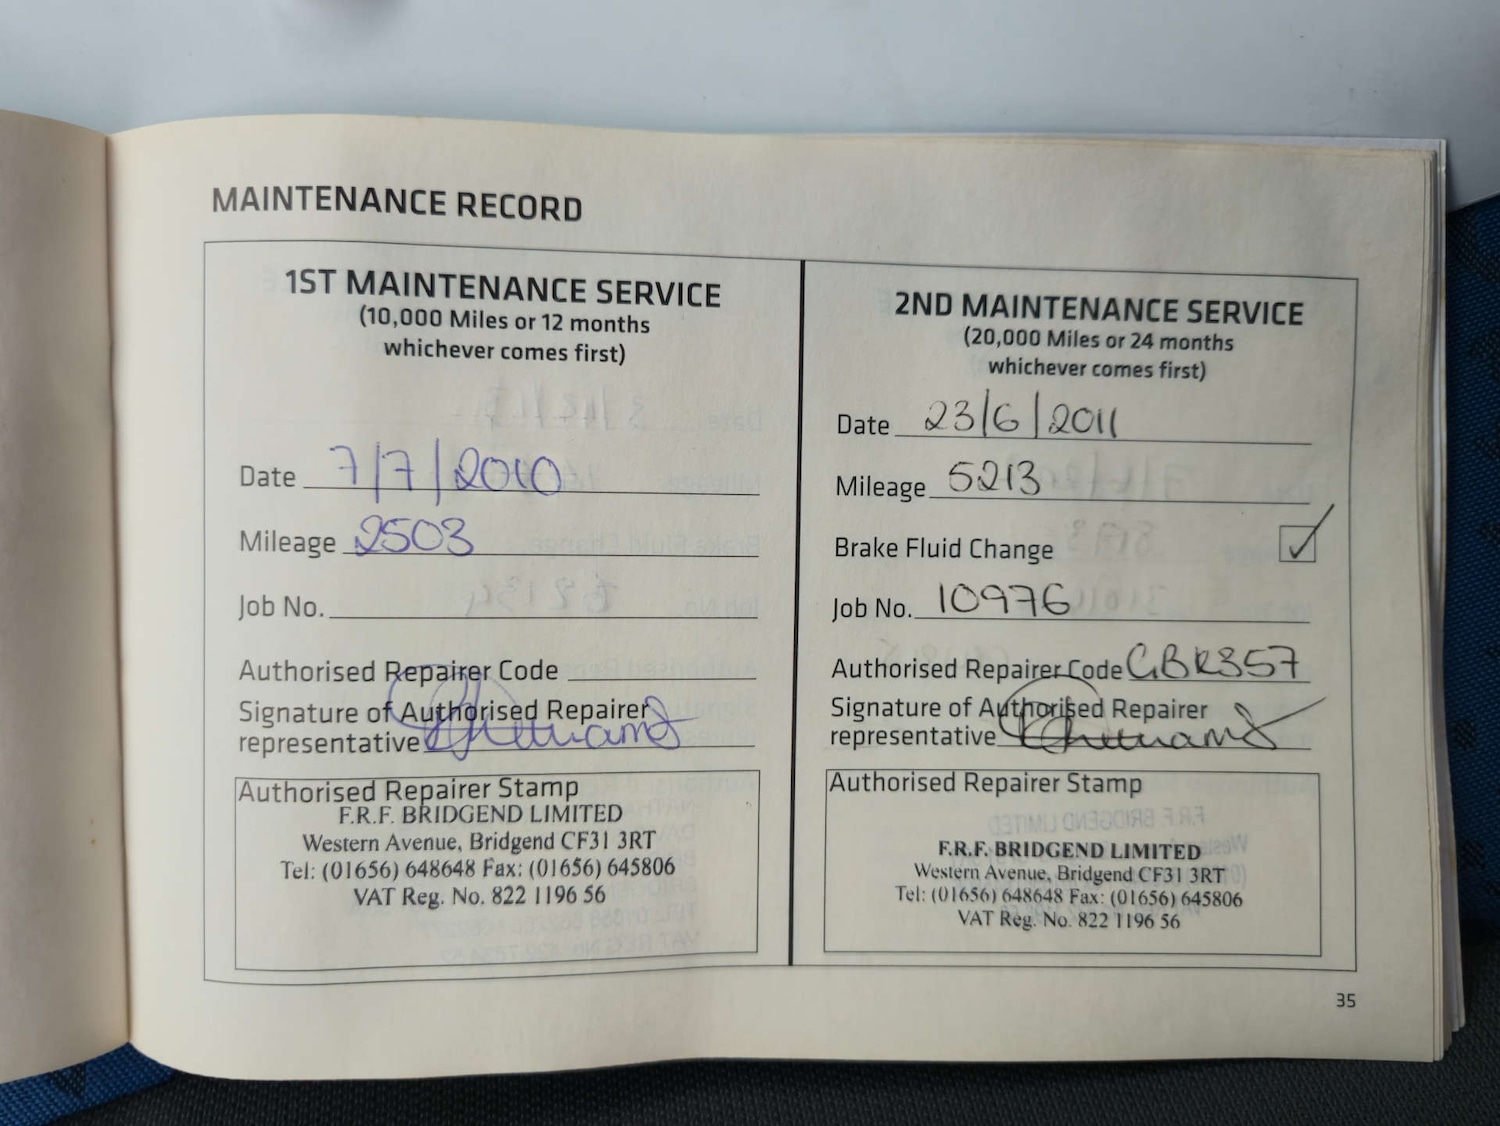 MAINTENANCE RECORD
1ST MAINTENANCE SERVICE
(10,000 Miles or 12 months
whichever comes first)
Date 7/7/2010
Mileage 2503
Job No.
Authorised Repairer Code
Signature of Authorised Repairer
representative
Authorised Repairer Stamp
F.R.F. BRIDGEND LIMITED
Western Avenue, Bridgend CF31 3RT
Tel: (01656) 648648 Fax: (01656) 645806
VAT Reg. No. 822 1196 56
2ND MAINTENANCE SERVICE
(20,000 Miles or 24 months
whichever comes first)
Date 23/6/2011
Mileage 5213
Brake Fluid Change
Job No. 10976
Authorised Repairer Code GBR357
Signature of Authorised Repairer
representative
Authorised Repairer Stamp
F.R.F. BRIDGEND LIMITED
Western Avenue, Bridgend CF31 3RT
Tel: (01656) 648648 Fax: (01656) 645806
VAT Reg. No. 822 1196 56
35